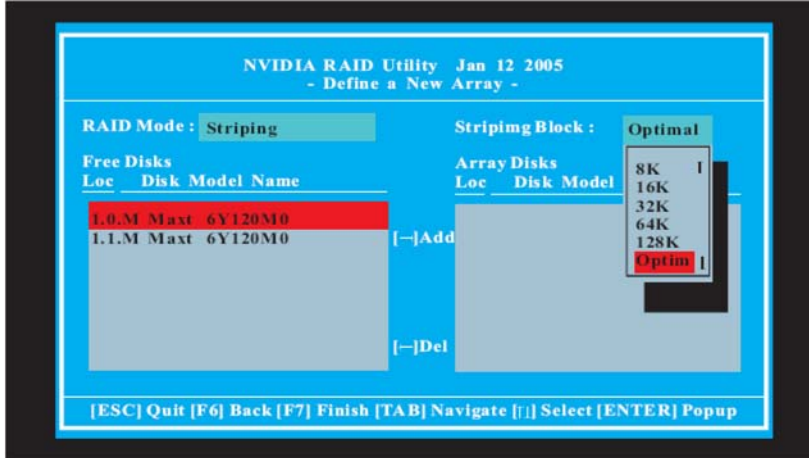 NVIDIA RAID Utility Jan 12 2005
- Define a New Array -
RAID Mode : Striping
Stripimg Block : Optimal
Free Disks
Loc Disk Model Name
Array Disks
Loc Disk Model
8K
16K
32K
64K
128K
Optim
1.0.M Maxt 6Y120M0
1.1.M Maxt 6Y120M0
[─]Add
[─]Del
[ESC] Quit [F6] Back [F7] Finish [TAB] Navigate [↑↓] Select [ENTER] Popup